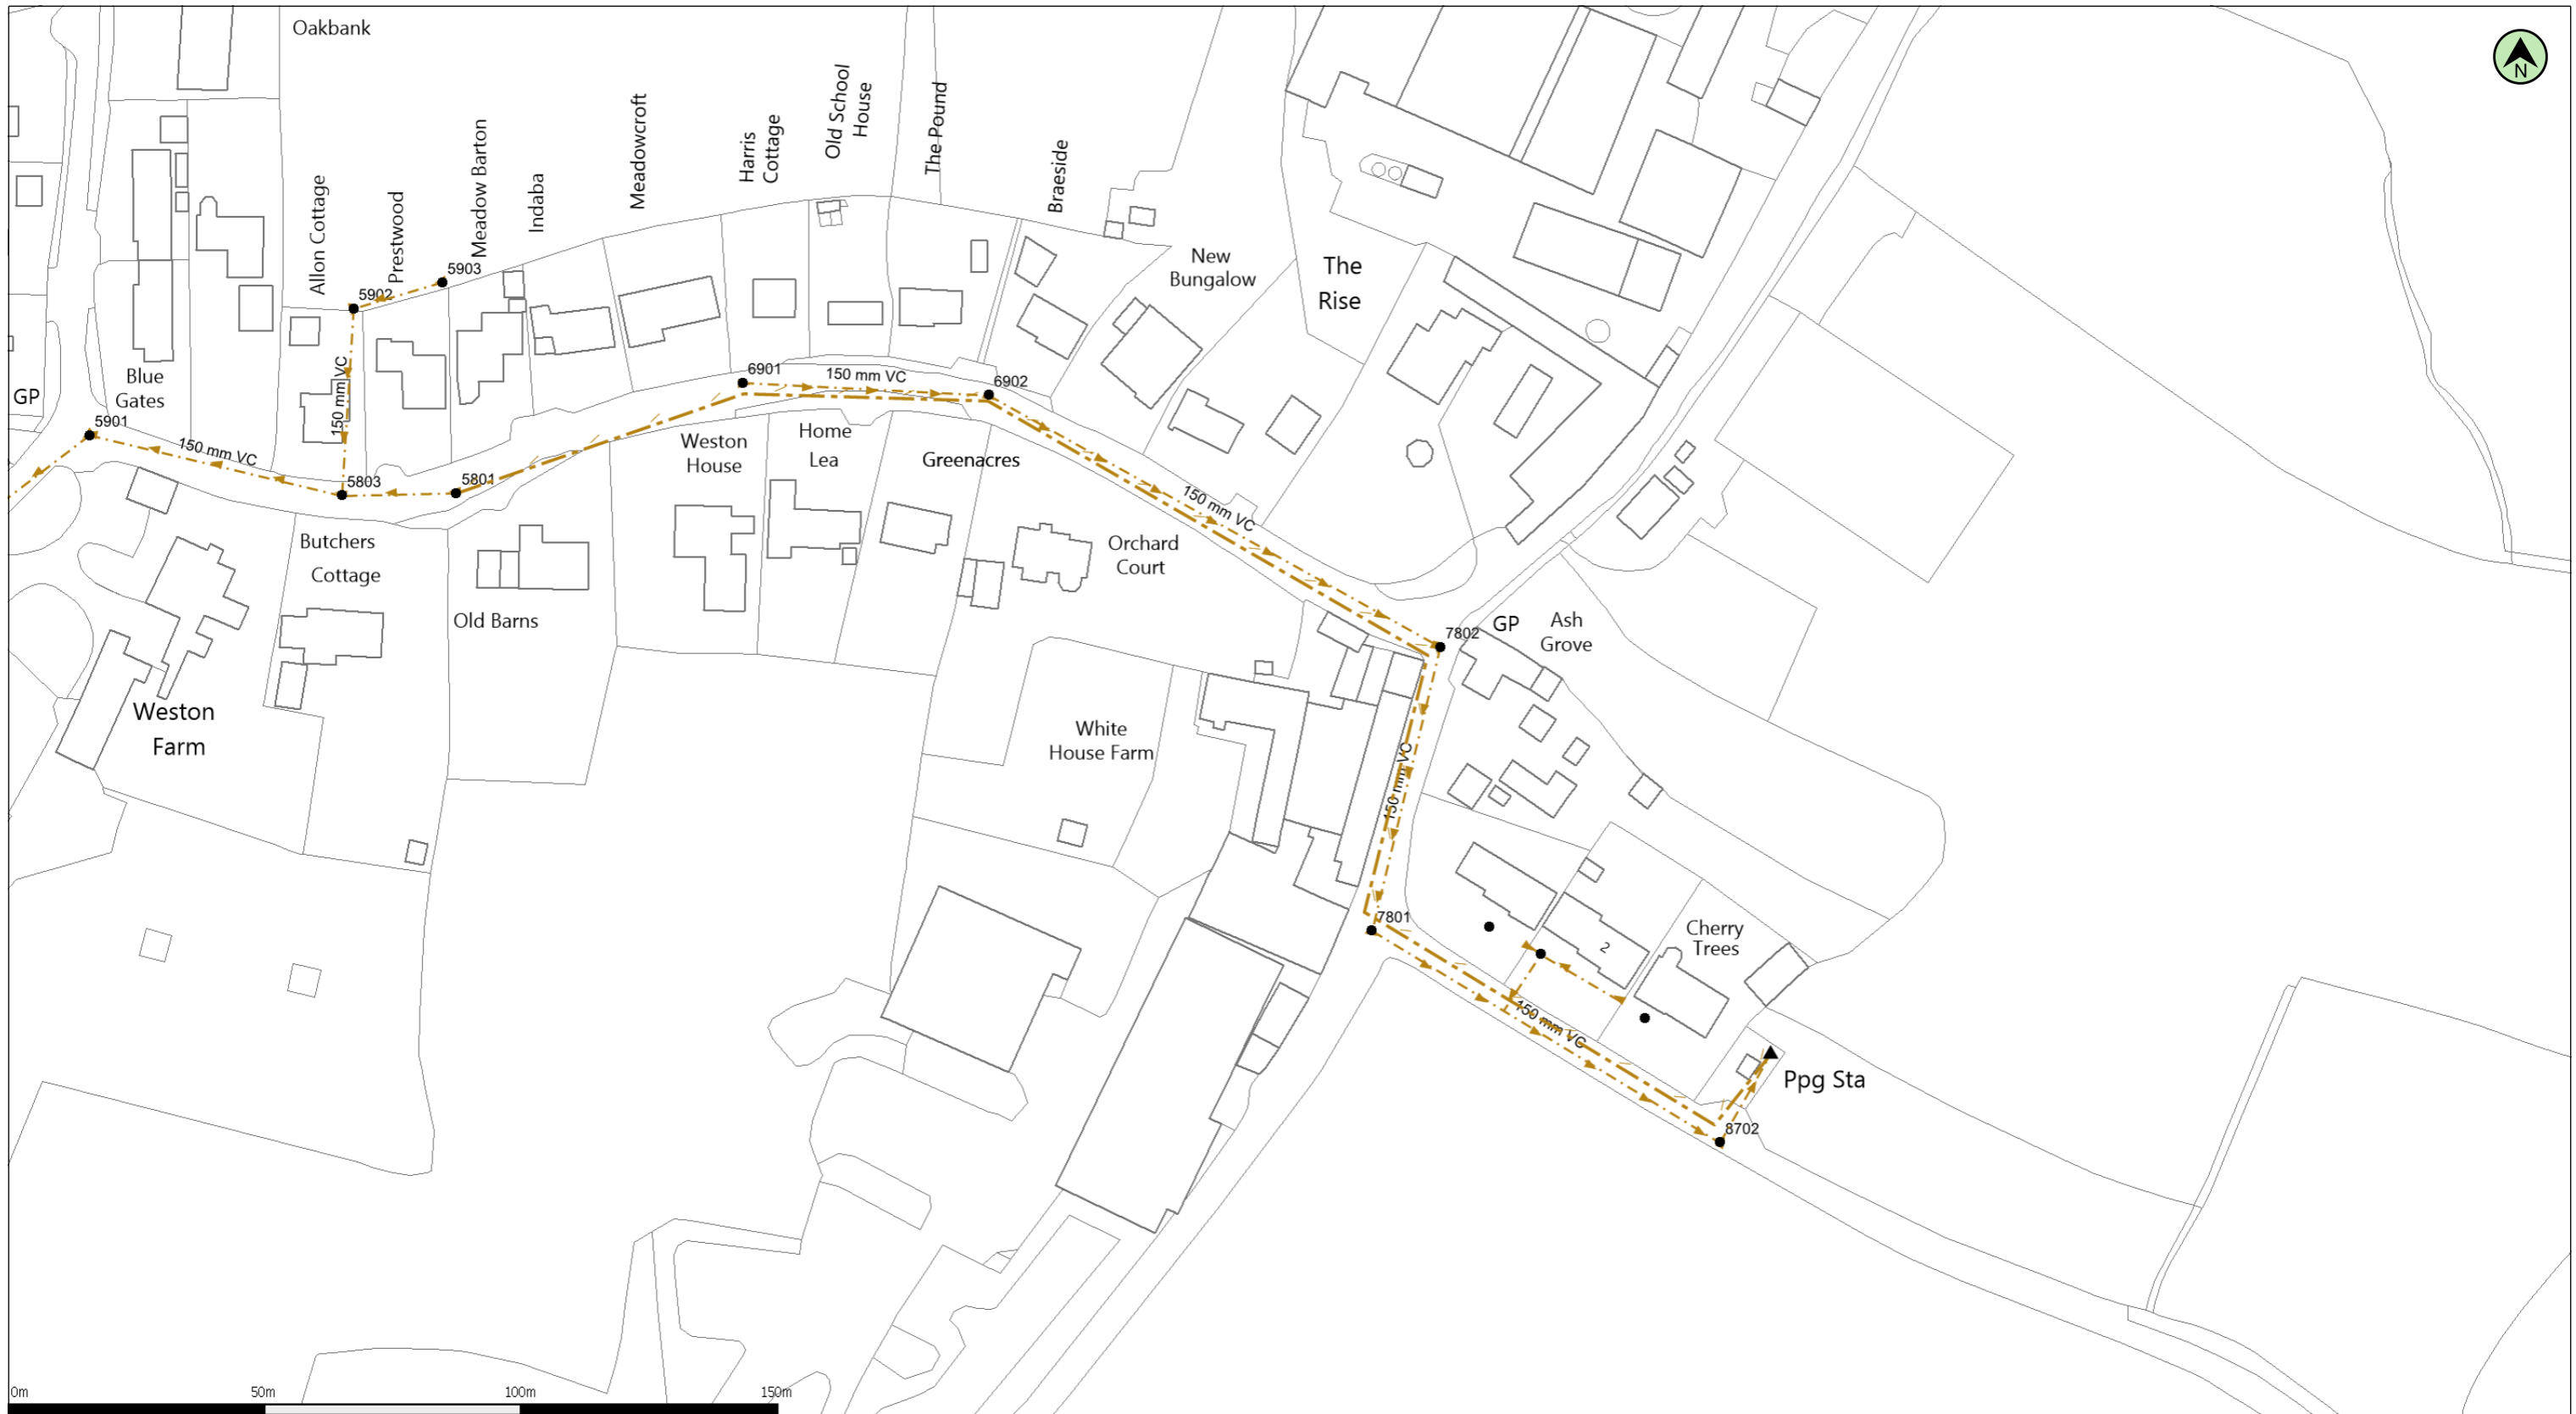 Oakbank
N
Allon Cottage
Prestwood
Meadow Barton
Indaba
Meadowcroft
Harris
Cottage
Old School
House
The Pound
Braeside
New
Bungalow
The
Rise
5903
5902
150 mm VC
Blue
Gates
GP
5901
150 mm VC
5803
5801
6901
150 mm VC
6902
Weston
House
Home
Lea
Greenacres
150 mm VC
Orchard
Court
Butchers
Cottage
Old Barns
Weston
Farm
White
House Farm
7802
GP
Ash
Grove
150 mm VC
7801
2
Cherry
Trees
150 mm VC
Ppg Sta
8702
0m
50m
100m
150m